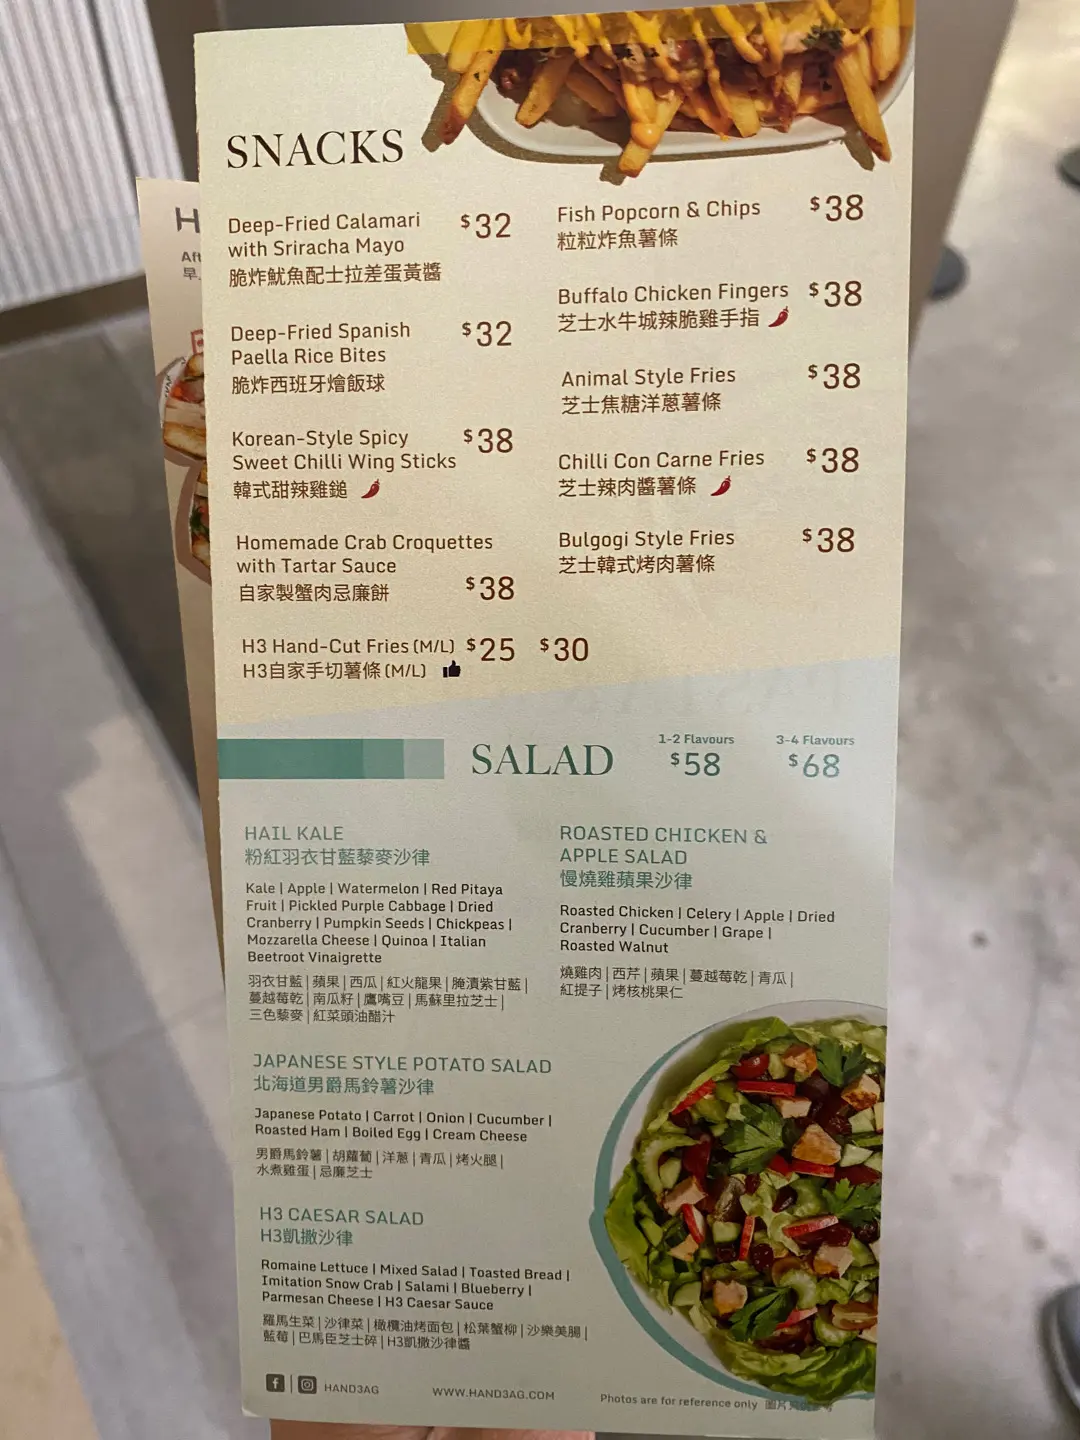 SNACKS
Deep-Fried Calamari
with Sriracha Mayo
$32
脆炸魷魚配士拉差蛋黃醬
Deep-Fried Spanish
Paella Rice Bites
$32
脆炸西班牙燴飯球
Korean-Style Spicy
Sweet Chilli Wing Sticks
$38
韓式甜辣雞鎚
Homemade Crab Croquettes
with Tartar Sauce
自家製蟹肉忌廉餅
$38
H3 Hand-Cut Fries (M/L) $25 $30
H3自家手切薯條 (M/L)
Fish Popcorn & Chips $38
粒粒炸魚薯條
Buffalo Chicken Fingers $38
芝士水牛城辣脆雞手指
Animal Style Fries $38
芝士焦糖洋蔥薯條
Chilli Con Carne Fries $38
芝士辣肉醬薯條
Bulgogi Style Fries $38
芝士韓式烤肉薯條
SALAD
1-2 Flavours
$58
3-4 Flavours
$68
HAIL KALE
粉紅羽衣甘藍藜麥沙律
Kale | Apple | Watermelon | Red Pitaya
Fruit | Pickled Purple Cabbage | Dried
Cranberry | Pumpkin Seeds | Chickpeas |
Mozzarella Cheese | Quinoa | Italian
Beetroot Vinaigrette
羽衣甘藍 | 蘋果 | 西瓜 | 紅火龍果 | 醃漬紫甘藍 |
蔓越莓乾 | 南瓜籽 | 鷹嘴豆 | 馬蘇里拉芝士 |
三色藜麥 | 紅菜頭油醋汁
JAPANESE STYLE POTATO SALAD
北海道男爵馬鈴薯沙律
Japanese Potato | Carrot | Onion | Cucumber |
Roasted Ham | Boiled Egg | Cream Cheese
男爵馬鈴薯 | 胡蘿蔔 | 洋蔥 | 青瓜 | 烤火腿 |
水煮雞蛋 | 忌廉芝士
H3 CAESAR SALAD
H3凱撒沙律
Romaine Lettuce | Mixed Salad | Toasted Bread |
Imitation Snow Crab | Salami | Blueberry |
Parmesan Cheese | H3 Caesar Sauce
羅馬生菜 | 沙律菜 | 橄欖油烤面包 | 松葉蟹柳 | 沙樂美腸 |
藍莓 | 巴馬臣芝士碎 | H3凱撒沙律醬
ROASTED CHICKEN &
APPLE SALAD
慢燒雞蘋果沙律
Roasted Chicken | Celery | Apple | Dried
Cranberry | Cucumber | Grape |
Roasted Walnut
燒雞肉 | 西芹 | 蘋果 | 蔓越莓乾 | 青瓜 |
紅提子 | 烤核桃果仁
HAND3AG
WWW.HAND3AG.COM
Photos are for reference only 圖片
H
Aft
早